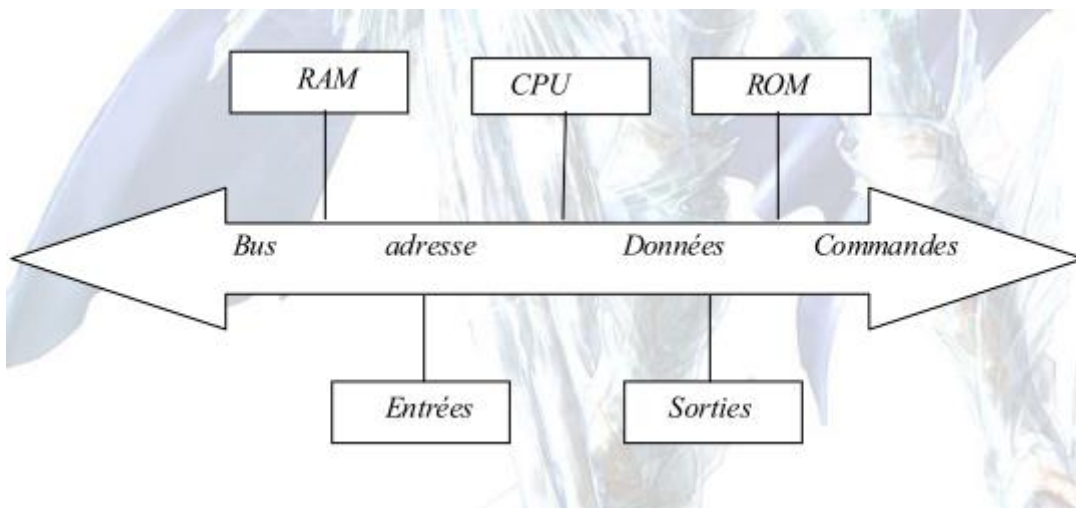 RAM
CPU
ROM
Bus adresse Données Commandes
Entrées
Sorties